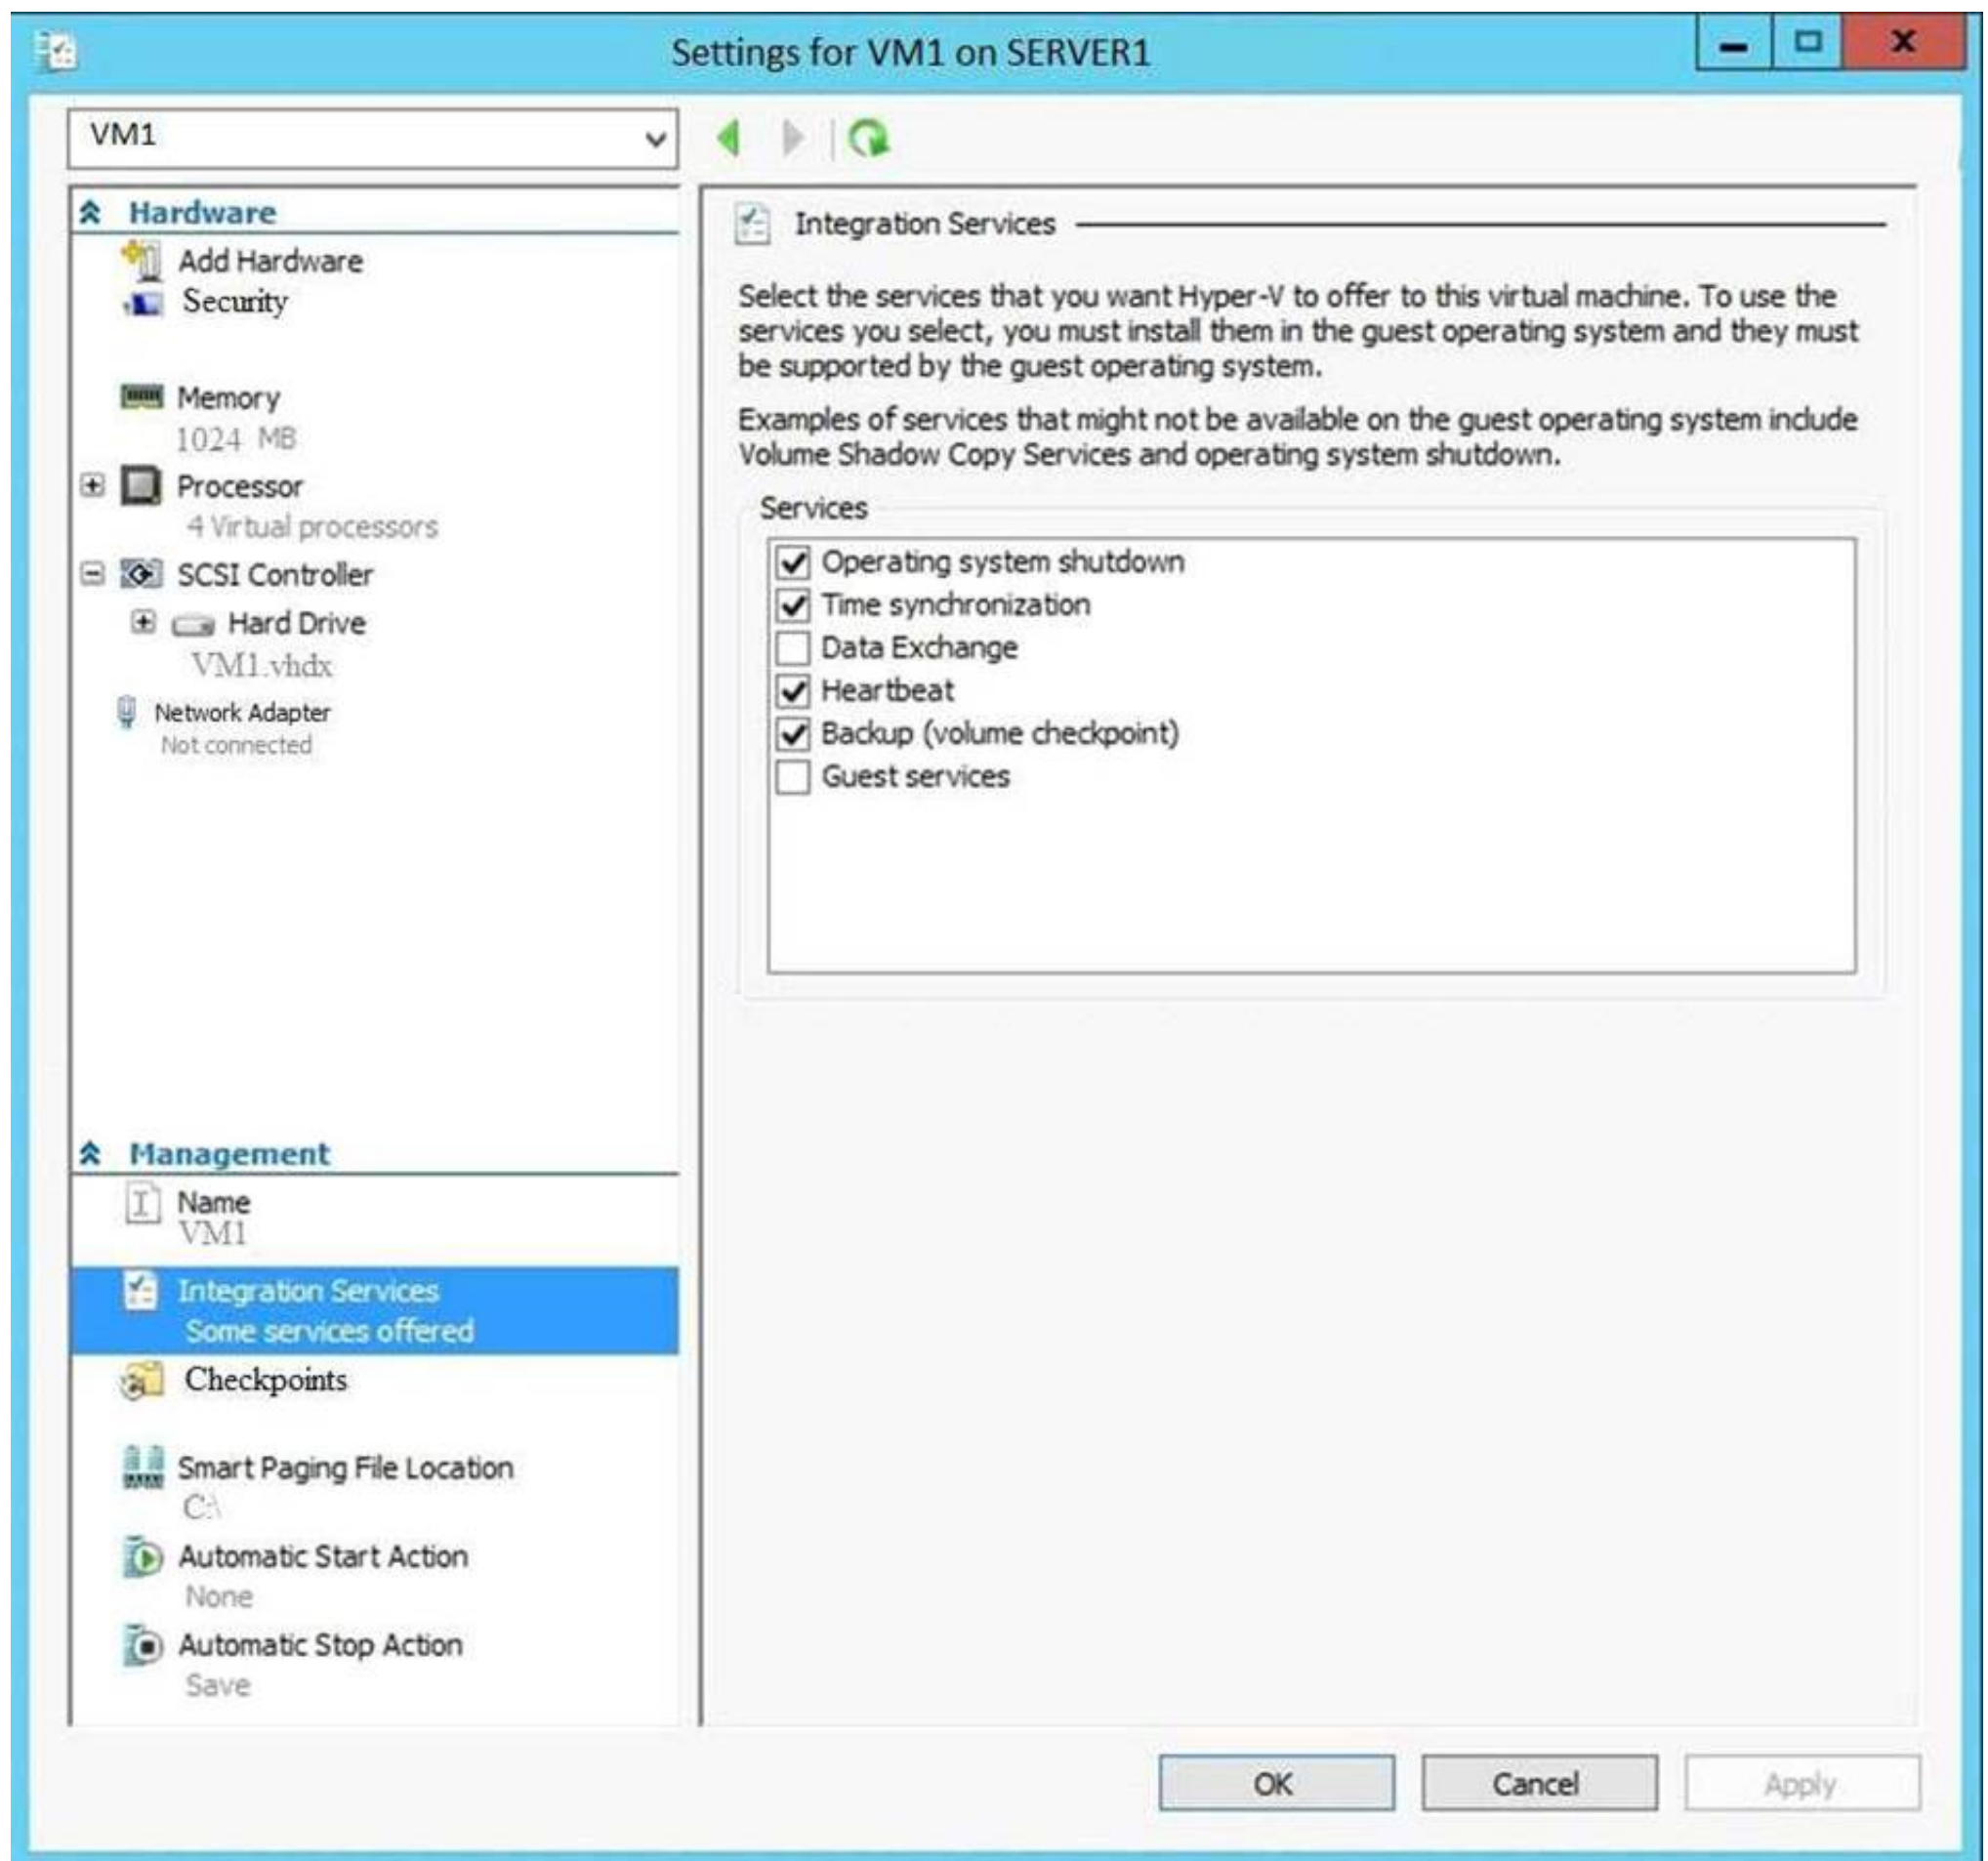 Settings for VM1 on SERVER1
VM1
Hardware
Add Hardware
Security
Memory
1024 MB
Processor
4 Virtual processors
SCSI Controller
Hard Drive
VM1.vhdx
Network Adapter
Not connected
Management
Name
VM1
Integration Services
Some services offered
Checkpoints
Smart Paging File Location
C:\
Automatic Start Action
None
Automatic Stop Action
Save
Integration Services
Select the services that you want Hyper-V to offer to this virtual machine. To use the
services you select, you must install them in the guest operating system and they must
be supported by the guest operating system.
Examples of services that might not be available on the guest operating system include
Volume Shadow Copy Services and operating system shutdown.
Services
Operating system shutdown
Time synchronization
Data Exchange
Heartbeat
Backup (volume checkpoint)
Guest services
OK
Cancel
Apply